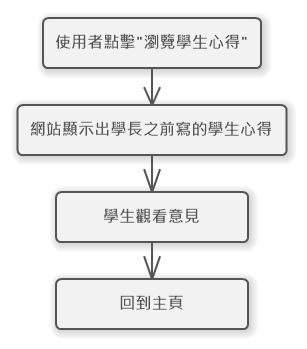 使用者點擊"瀏覽學生心得"
網站顯示出學長之前寫的學生心得
學生觀看意見
回到主頁